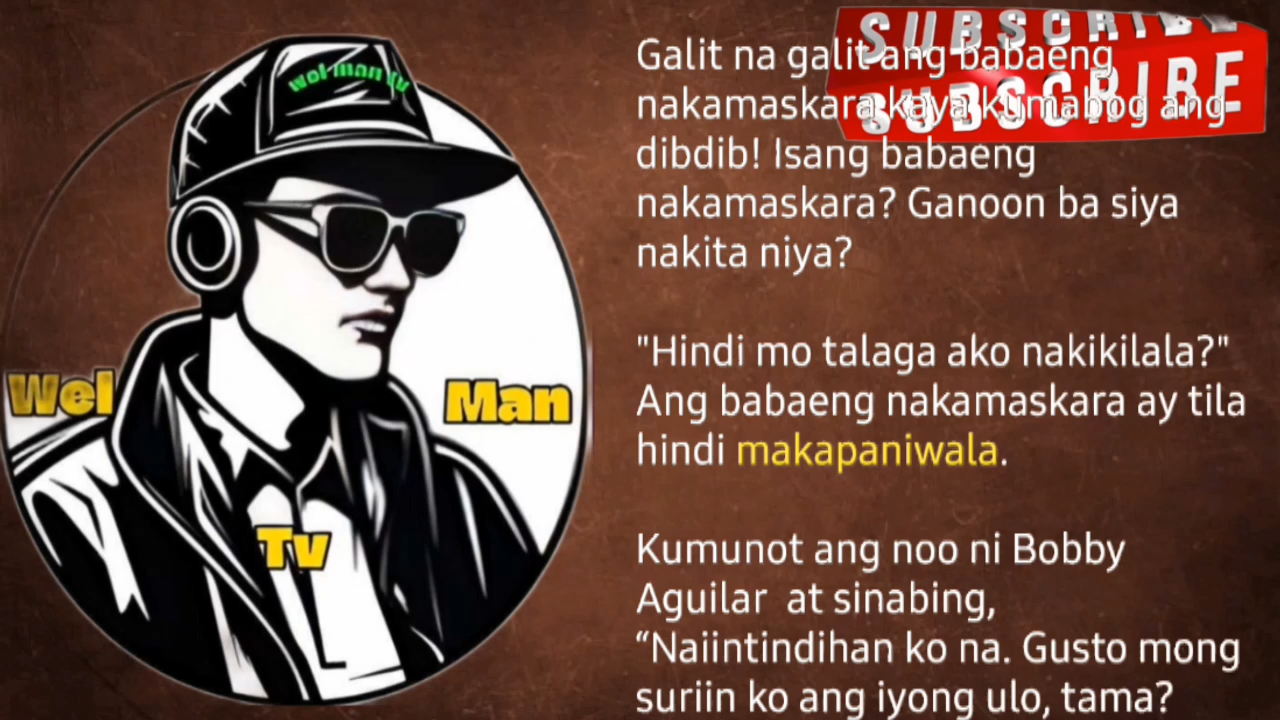 wel man tv
Wel
Man
Tv
SUBSCRIBE
SUBSCRIBE
Galit na galit ang babaeng
nakamaskara kaya kumabog ang
dibdib! Isang babaeng
nakamaskara? Ganoon ba siya
nakita niya?
"Hindi mo talaga ako nakikilala?"
Ang babaeng nakamaskara ay tila
hindi makapaniwala.
Kumunot ang noo ni Bobby
Aguilar at sinabing,
“Naiintindihan ko na. Gusto mong
suriin ko ang iyong ulo, tama?